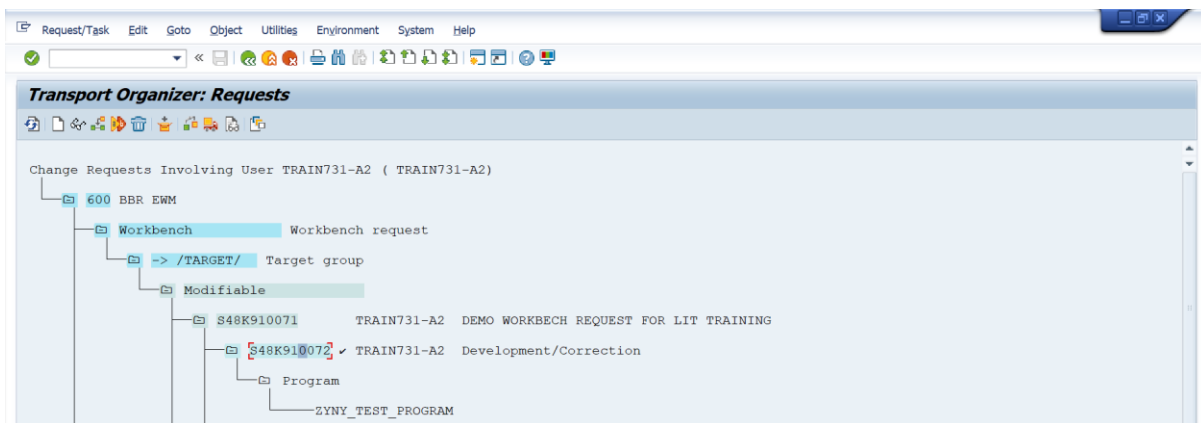 Request/Task Edit Goto Object Utilities Environment System Help
Transport Organizer: Requests
Change Requests Involving User TRAIN731-A2 ( TRAIN731-A2)
600 BBR EWM
Workbench Workbench request
-> /TARGET/ Target group
Modifiable
S48K910071 TRAIN731-A2 DEMO WORKBECH REQUEST FOR LIT TRAINING
S48K910072 ✔ TRAIN731-A2 Development/Correction
Program
ZYNY_TEST_PROGRAM